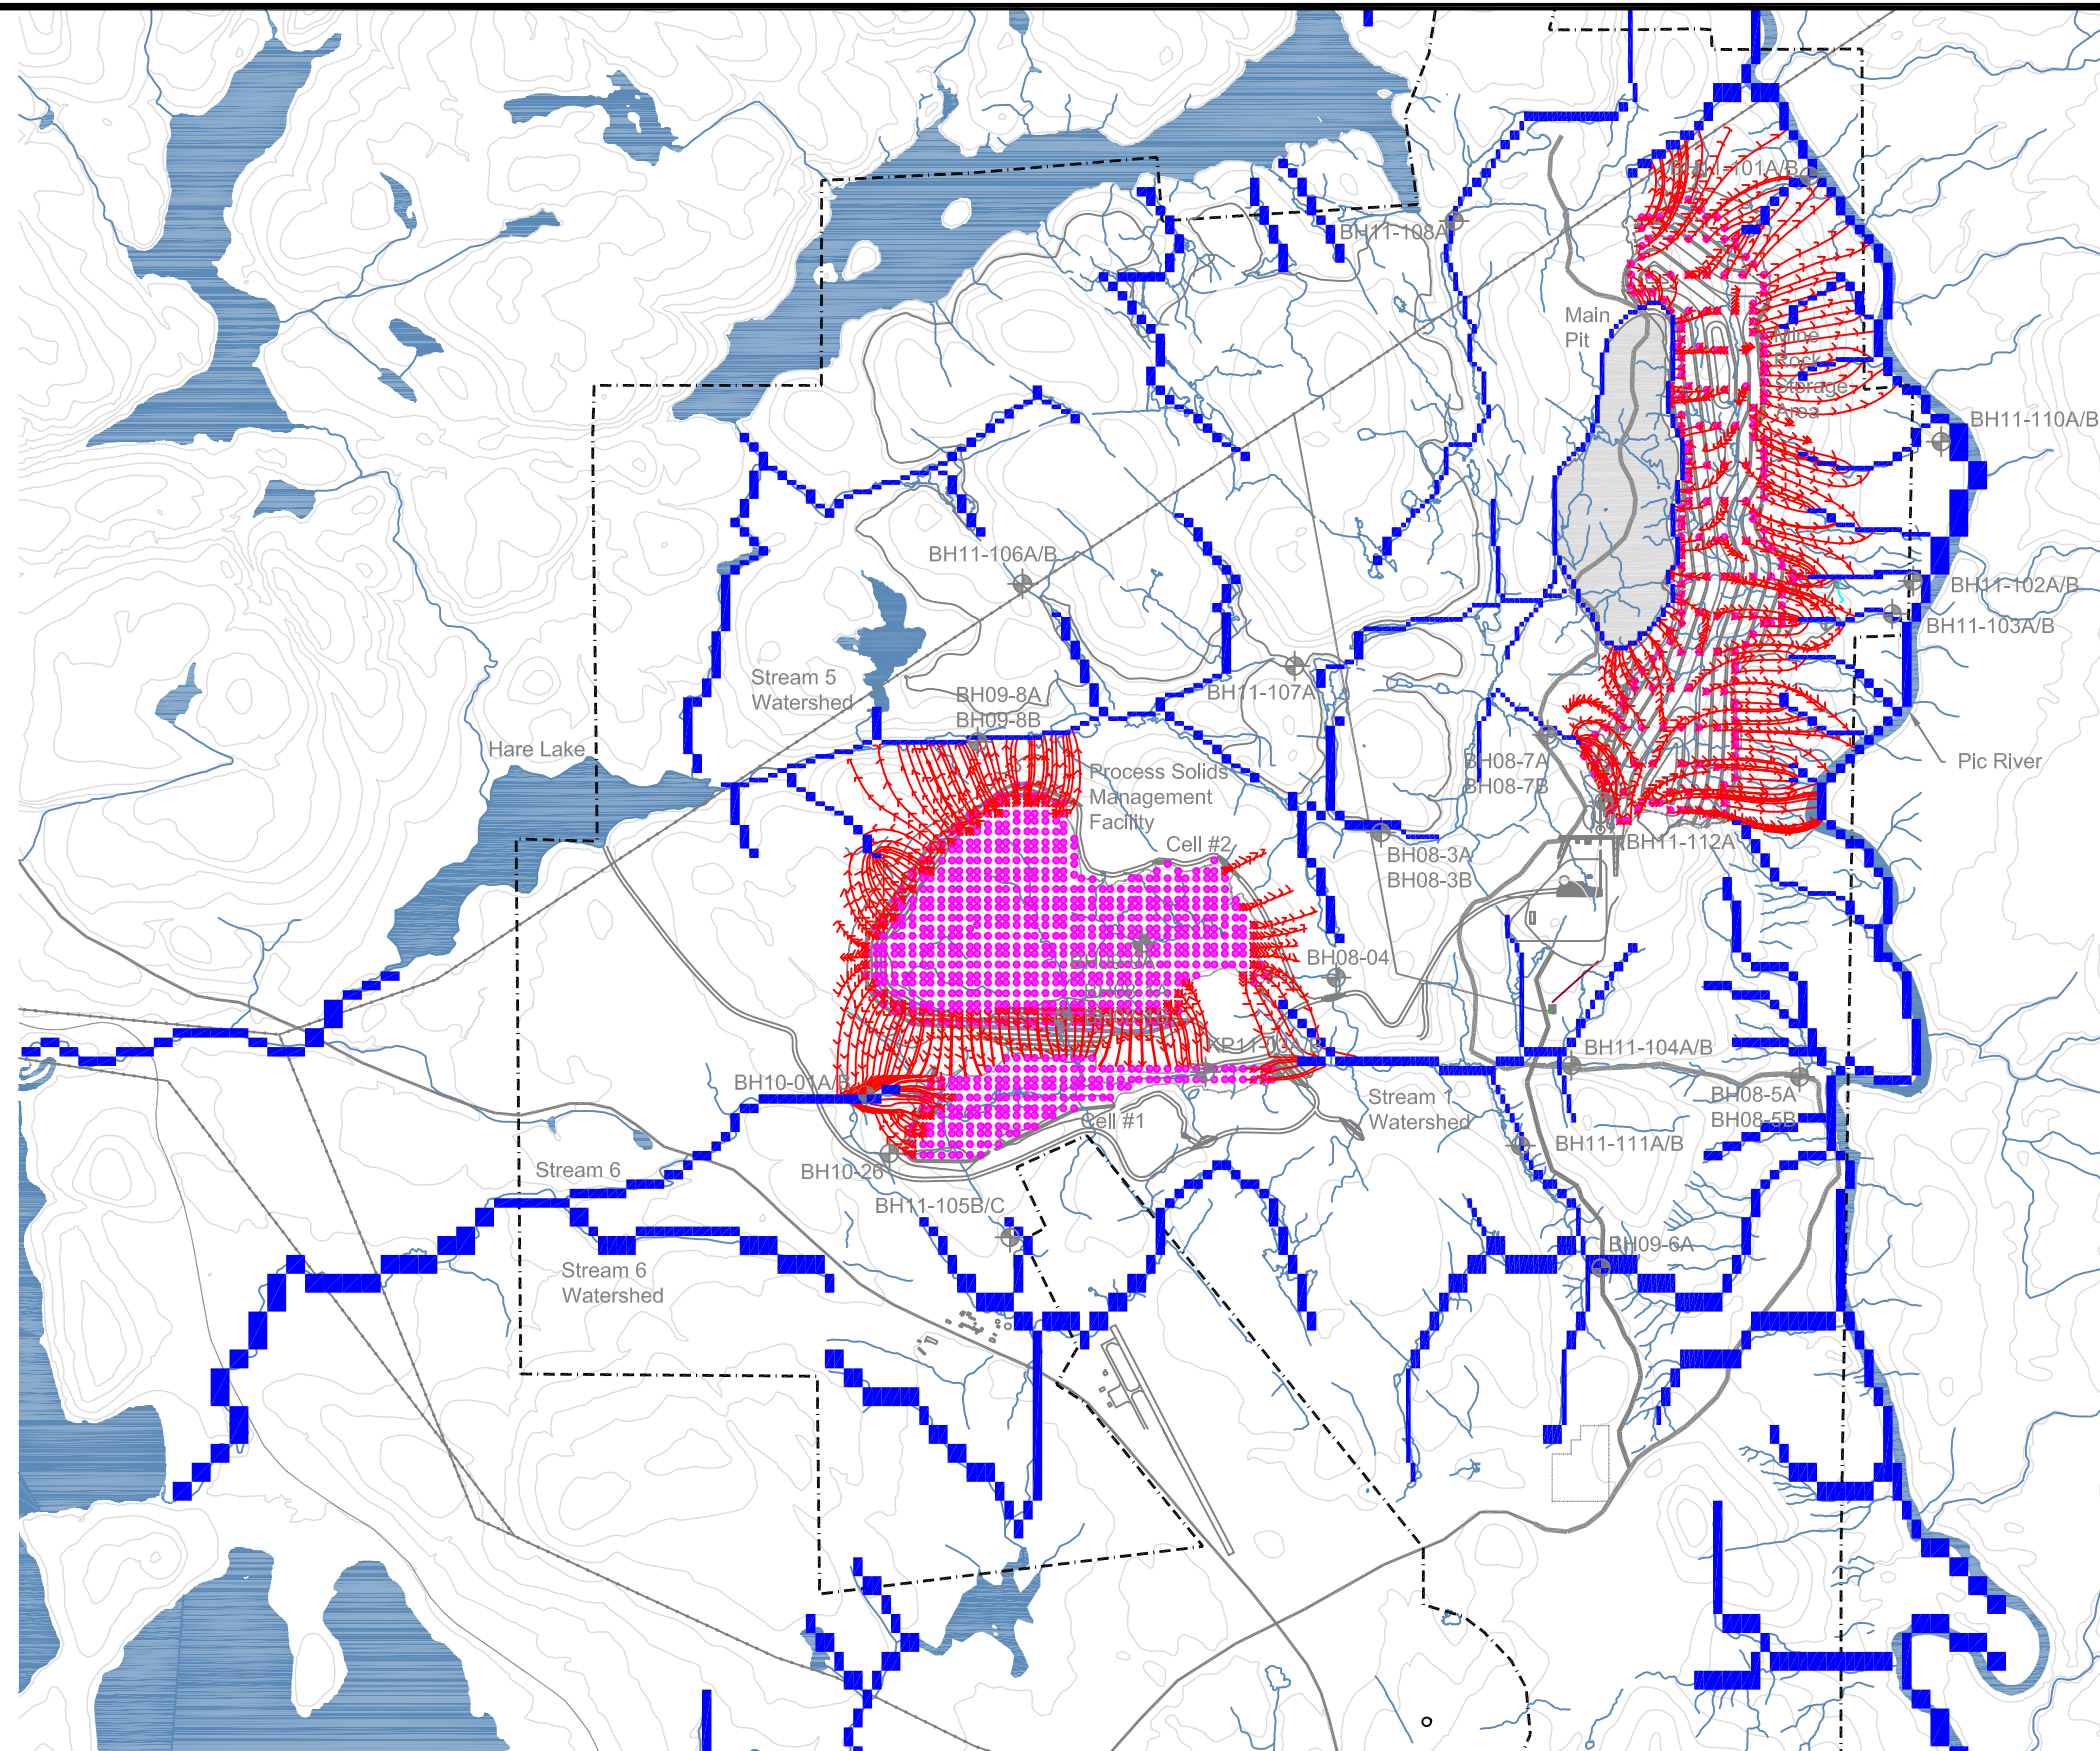 BH11-101A/B
BH11-108A
Main
Pit
Mine
Rock
Storage
Area
BH11-110A/B
BH11-106A/B
BH11-102A/B
BH11-103A/B
Stream 5
Watershed
BH09-8A
BH09-8B
BH11-107A
Hare Lake
Process Solids
Management
Facility
BH08-7A
BH08-7B
Pic River
Cell #2
BH11-112A
BH08-3A
BH08-3B
BH08-04
BH10-01A/B
BH11-104A/B
BH08-5A
BH08-5B
Stream 1
Watershed
Cell #1
BH11-111A/B
Stream 6
BH10-26
BH11-105B/C
BH09-6A
Stream 6
Watershed